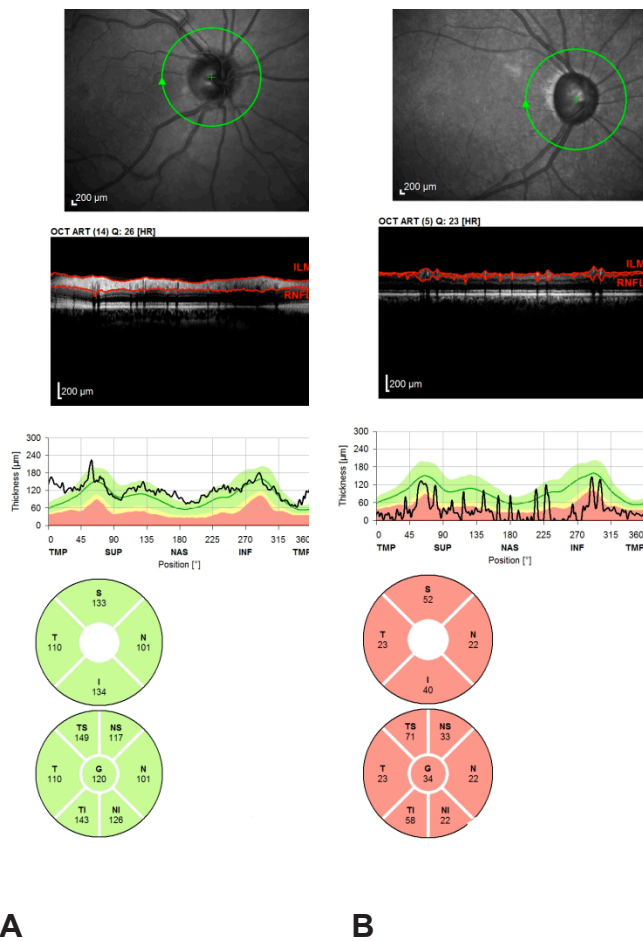 200 µm
200 µm
OCT ART (14) Q: 26 [HR]
ILM
RNFL
200 µm
OCT ART (5) Q: 23 [HR]
ILM
RNFL
200 µm
Thickness [µm]
300
240
180
120
60
0
0 45 90 135 180 225 270 315 360
TMP SUP NAS INF TMP
Position [°]
Thickness [µm]
300
240
180
120
60
0
0 45 90 135 180 225 270 315 360
TMP SUP NAS INF TMP
Position [°]
S
133
T
110
N
101
I
134
S
52
T
23
N
22
I
40
TS
149
NS
117
T
110
G
120
N
101
TI
143
NI
126
TS
71
NS
33
T
23
G
34
N
22
TI
58
NI
22
A
B